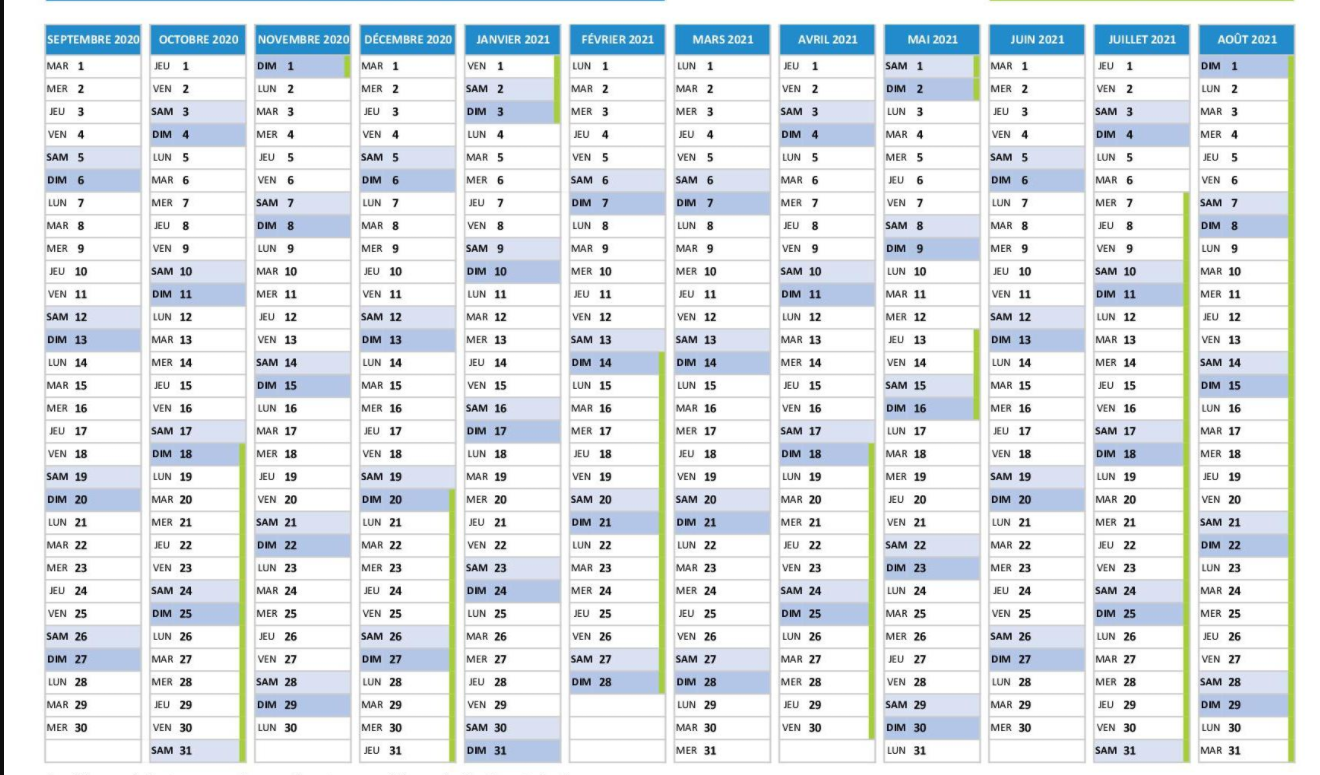 SEPTEMBRE 2020 OCTOBRE 2020 NOVEMBRE 2020 DÉCEMBRE 2020 JANVIER 2021 FÉVRIER 2021 MARS 2021 AVRIL 2021 MAI 2021 JUIN 2021 JUILLET 2021 AOÛT 2021
MAR 1 JEU 1 DIM 1 MAR 1 VEN 1 LUN 1 LUN 1 JEU 1 SAM 1 MAR 1 JEU 1 DIM 1
MER 2 VEN 2 LUN 2 MER 2 SAM 2 MAR 2 MAR 2 VEN 2 DIM 2 MER 2 VEN 2 LUN 2
JEU 3 SAM 3 MAR 3 JEU 3 DIM 3 MER 3 MER 3 SAM 3 LUN 3 JEU 3 SAM 3 MAR 3
VEN 4 DIM 4 MER 4 VEN 4 LUN 4 JEU 4 JEU 4 DIM 4 MAR 4 VEN 4 DIM 4 MER 4
SAM 5 LUN 5 JEU 5 SAM 5 MAR 5 VEN 5 VEN 5 LUN 5 MER 5 SAM 5 LUN 5 JEU 5
DIM 6 MAR 6 VEN 6 DIM 6 MER 6 SAM 6 SAM 6 MAR 6 JEU 6 DIM 6 MAR 6 VEN 6
LUN 7 MER 7 SAM 7 LUN 7 JEU 7 DIM 7 DIM 7 MER 7 VEN 7 LUN 7 MER 7 SAM 7
MAR 8 JEU 8 DIM 8 MAR 8 VEN 8 LUN 8 LUN 8 JEU 8 SAM 8 MAR 8 JEU 8 DIM 8
MER 9 VEN 9 LUN 9 MER 9 SAM 9 MAR 9 MAR 9 VEN 9 DIM 9 MER 9 VEN 9 LUN 9
JEU 10 SAM 10 MAR 10 JEU 10 DIM 10 MER 10 MER 10 SAM 10 LUN 10 JEU 10 SAM 10 MAR 10
VEN 11 DIM 11 MER 11 VEN 11 LUN 11 JEU 11 JEU 11 DIM 11 MAR 11 VEN 11 DIM 11 MER 11
SAM 12 LUN 12 JEU 12 SAM 12 MAR 12 VEN 12 VEN 12 LUN 12 MER 12 SAM 12 LUN 12 JEU 12
DIM 13 MAR 13 VEN 13 DIM 13 MER 13 SAM 13 SAM 13 MAR 13 JEU 13 DIM 13 MAR 13 VEN 13
LUN 14 MER 14 SAM 14 LUN 14 JEU 14 DIM 14 DIM 14 MER 14 VEN 14 LUN 14 MER 14 SAM 14
MAR 15 JEU 15 DIM 15 MAR 15 VEN 15 LUN 15 LUN 15 JEU 15 SAM 15 MAR 15 JEU 15 DIM 15
MER 16 VEN 16 LUN 16 MER 16 SAM 16 MAR 16 MAR 16 VEN 16 DIM 16 MER 16 VEN 16 LUN 16
JEU 17 SAM 17 MAR 17 JEU 17 DIM 17 MER 17 MER 17 SAM 17 LUN 17 JEU 17 SAM 17 MAR 17
VEN 18 DIM 18 MER 18 VEN 18 LUN 18 JEU 18 JEU 18 DIM 18 MAR 18 VEN 18 DIM 18 MER 18
SAM 19 LUN 19 JEU 19 SAM 19 MAR 19 VEN 19 VEN 19 LUN 19 MER 19 SAM 19 LUN 19 JEU 19
DIM 20 MAR 20 VEN 20 DIM 20 MER 20 SAM 20 SAM 20 MAR 20 JEU 20 DIM 20 MAR 20 VEN 20
LUN 21 MER 21 SAM 21 LUN 21 JEU 21 DIM 21 DIM 21 MER 21 VEN 21 LUN 21 MER 21 SAM 21
MAR 22 JEU 22 DIM 22 MAR 22 VEN 22 LUN 22 LUN 22 JEU 22 SAM 22 MAR 22 JEU 22 DIM 22
MER 23 VEN 23 LUN 23 MER 23 SAM 23 MAR 23 MAR 23 VEN 23 DIM 23 MER 23 VEN 23 LUN 23
JEU 24 SAM 24 MAR 24 JEU 24 DIM 24 MER 24 MER 24 SAM 24 LUN 24 JEU 24 SAM 24 MAR 24
VEN 25 DIM 25 MER 25 VEN 25 LUN 25 JEU 25 JEU 25 DIM 25 MAR 25 VEN 25 DIM 25 MER 25
SAM 26 LUN 26 JEU 26 SAM 26 MAR 26 VEN 26 VEN 26 LUN 26 MER 26 SAM 26 LUN 26 JEU 26
DIM 27 MAR 27 VEN 27 DIM 27 MER 27 SAM 27 SAM 27 MAR 27 JEU 27 DIM 27 MAR 27 VEN 27
LUN 28 MER 28 SAM 28 LUN 28 JEU 28 DIM 28 DIM 28 MER 28 VEN 28 LUN 28 MER 28 SAM 28
MAR 29 JEU 29 DIM 29 MAR 29 VEN 29 LUN 29 JEU 29 SAM 29 MAR 29 JEU 29 DIM 29
MER 30 VEN 30 LUN 30 MER 30 SAM 30 MAR 30 VEN 30 DIM 30 MER 30 VEN 30 LUN 30
SAM 31 JEU 31 DIM 31 MER 31 LUN 31 SAM 31 MAR 31